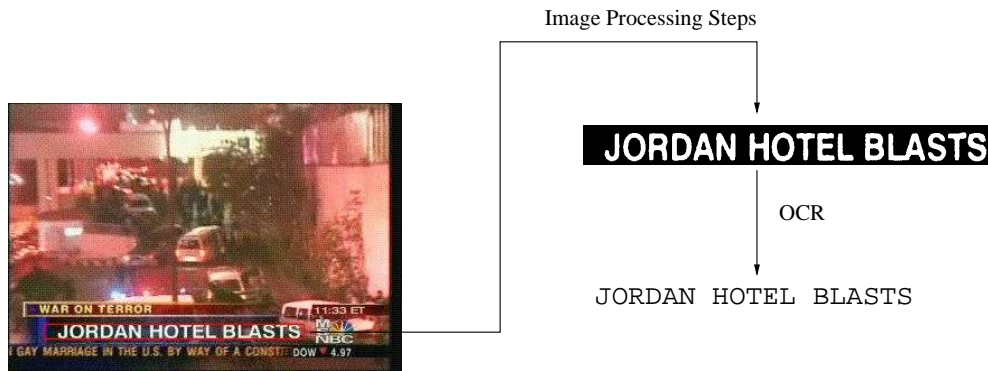 Image Processing Steps
JORDAN HOTEL BLASTS
OCR
JORDAN HOTEL BLASTS
WAR ON TERROR 11:33 ET
JORDAN HOTEL BLASTS MSNBC
GAY MARRIAGE IN THE U.S. BY WAY OF A CONSTI DOW 4.97